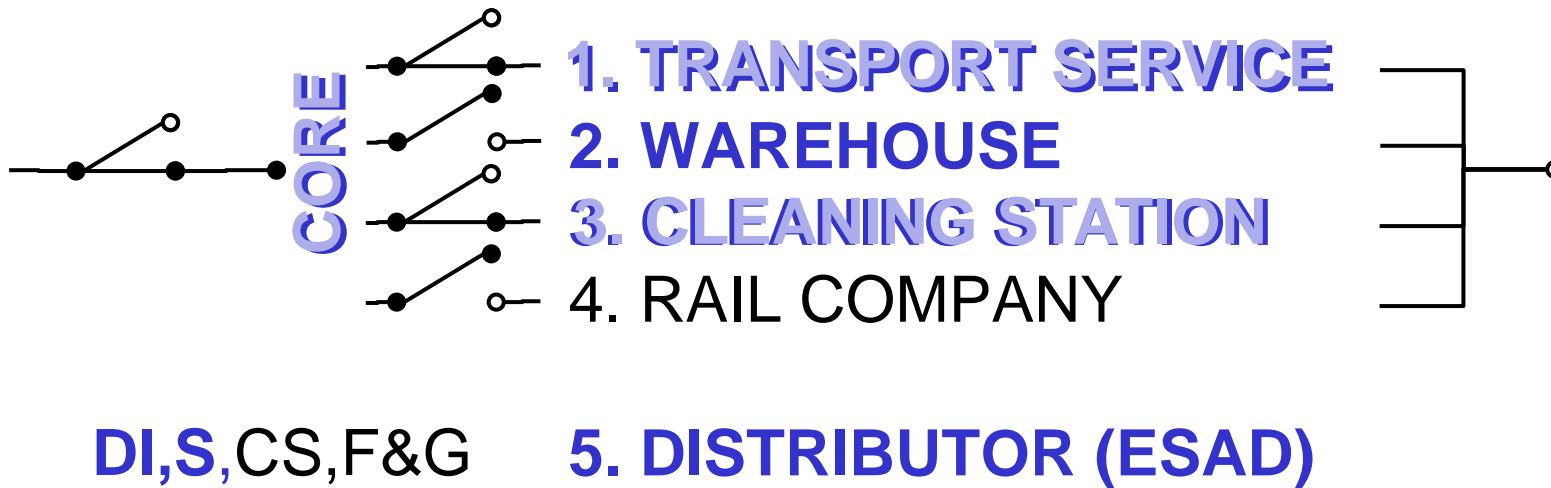 CORE
1. TRANSPORT SERVICE
2. WAREHOUSE
3. CLEANING STATION
4. RAIL COMPANY
DI,S,CS,F&G
5. DISTRIBUTOR (ESAD)